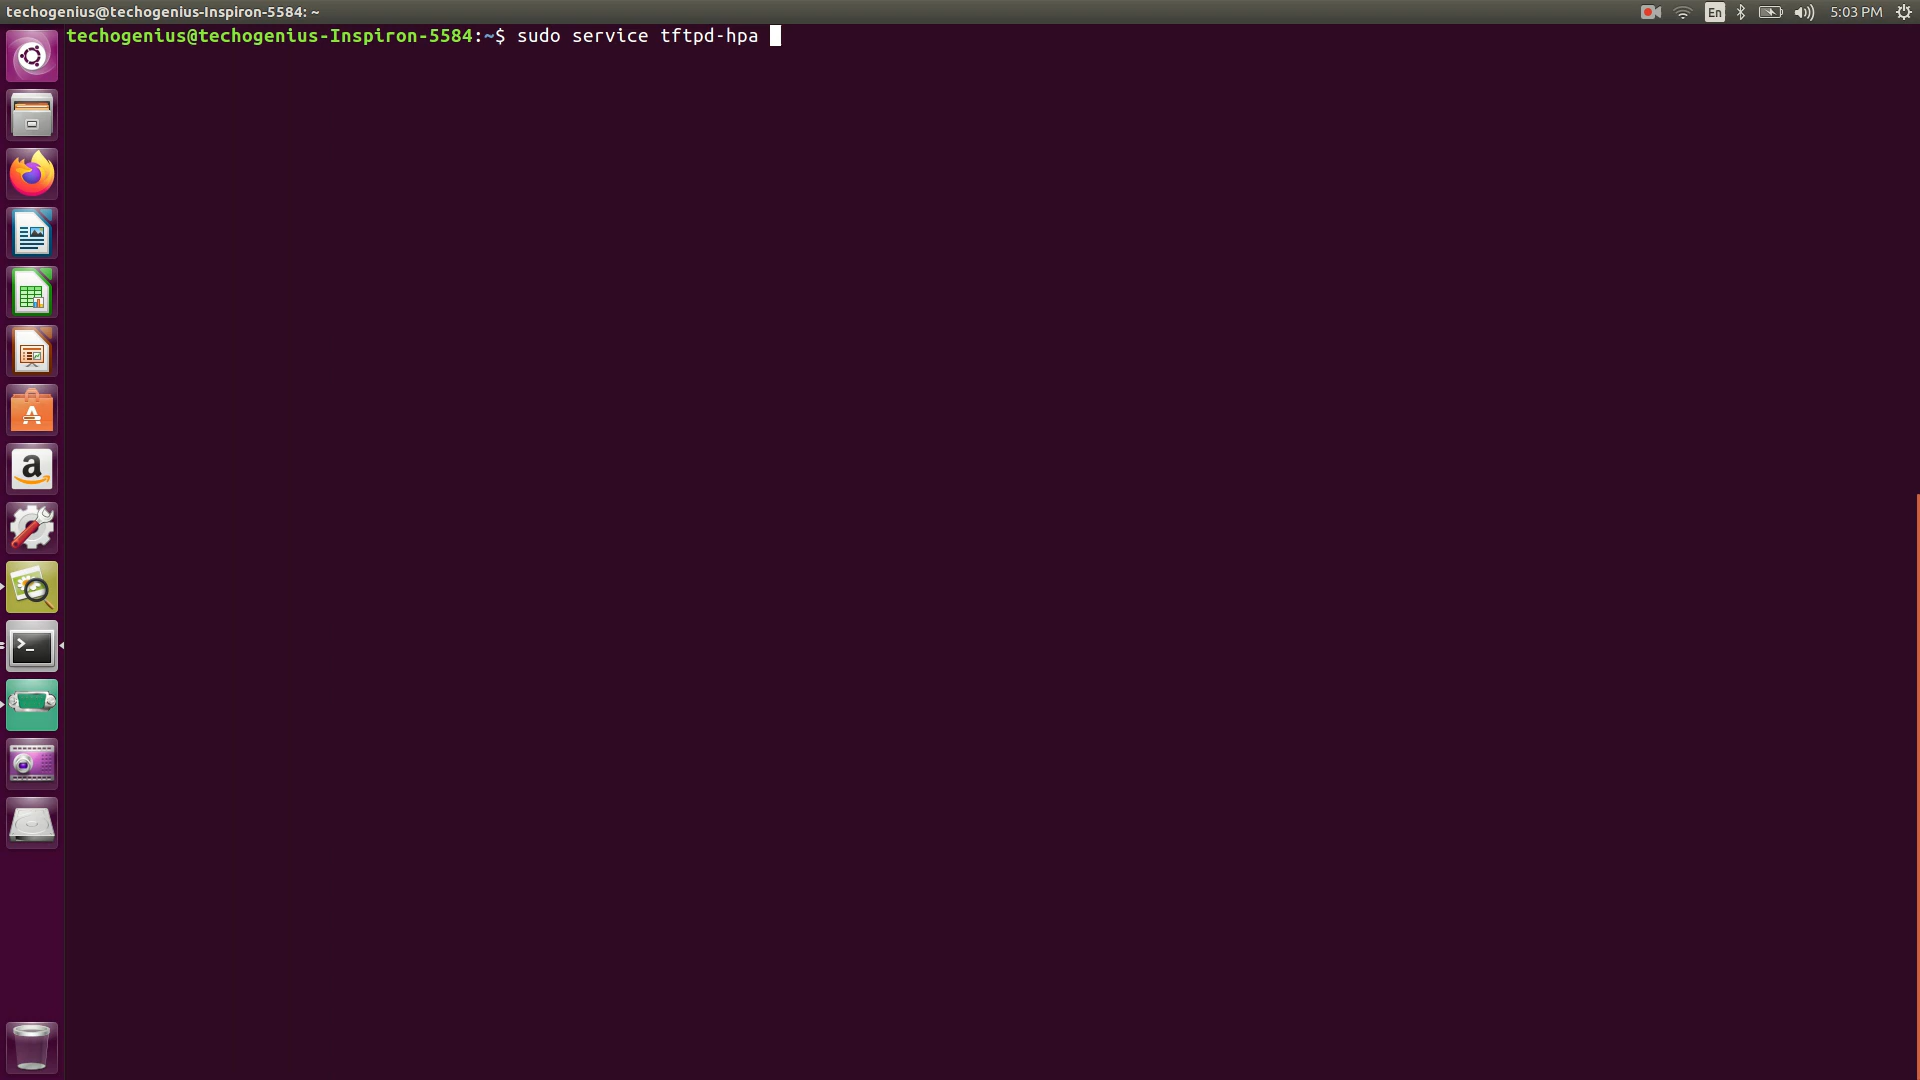 techogenius@techogenius-Inspiron-5584: ~
En
5:03 PM
techogenius@techogenius-Inspiron-5584:~$ sudo service tftpd-hpa
A
a
>_